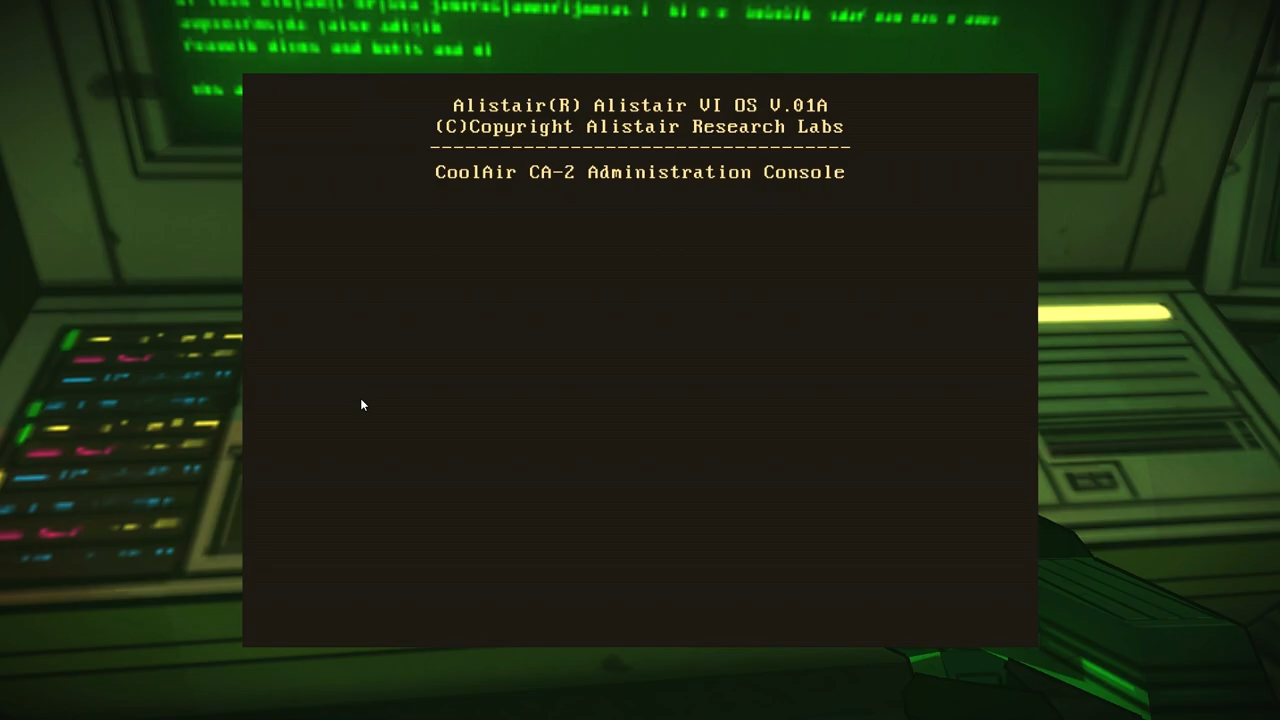 Alistair(R) Alistair VI OS V.01A
(C)Copyright Alistair Research Labs
------------------------------------
CoolAir CA-2 Administration Console